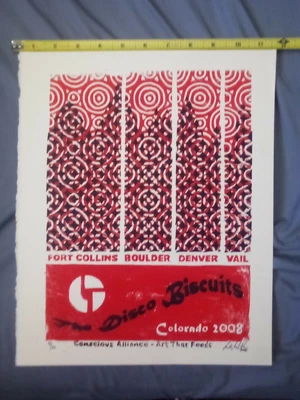 FORT COLLINS BOULDER DENVER VAIL
The Disco Biscuits
Colorado 2008
Conscious Alliance - Art That Feeds